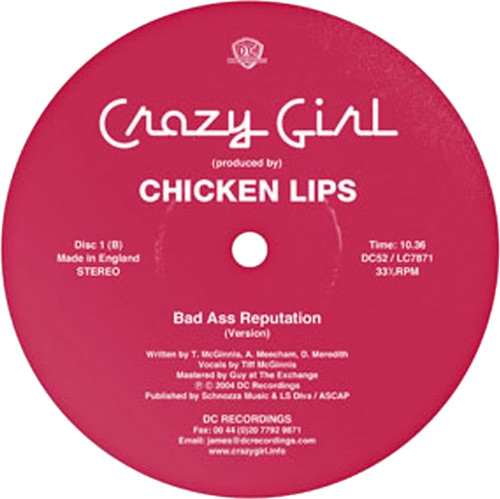 DC
Crazy Girl
(produced by)
CHICKEN LIPS
Disc 1 (B)
Made in England
STEREO
Time: 10.36
DC52 / LC7871
33⅓RPM
Bad Ass Reputation
(Version)
Written by T. McGinnis, A. Meecham, D. Meredith
Vocals by Tiff McGinnis
Mastered by Guy at The Exchange
℗ © 2004 DC Recordings
Published by Schnozza Music & LS Diva / ASCAP
DC RECORDINGS
Fax: 00 44 (0)20 7792 9871
Email: james@dcrecordings.com
www.crazygirl.info